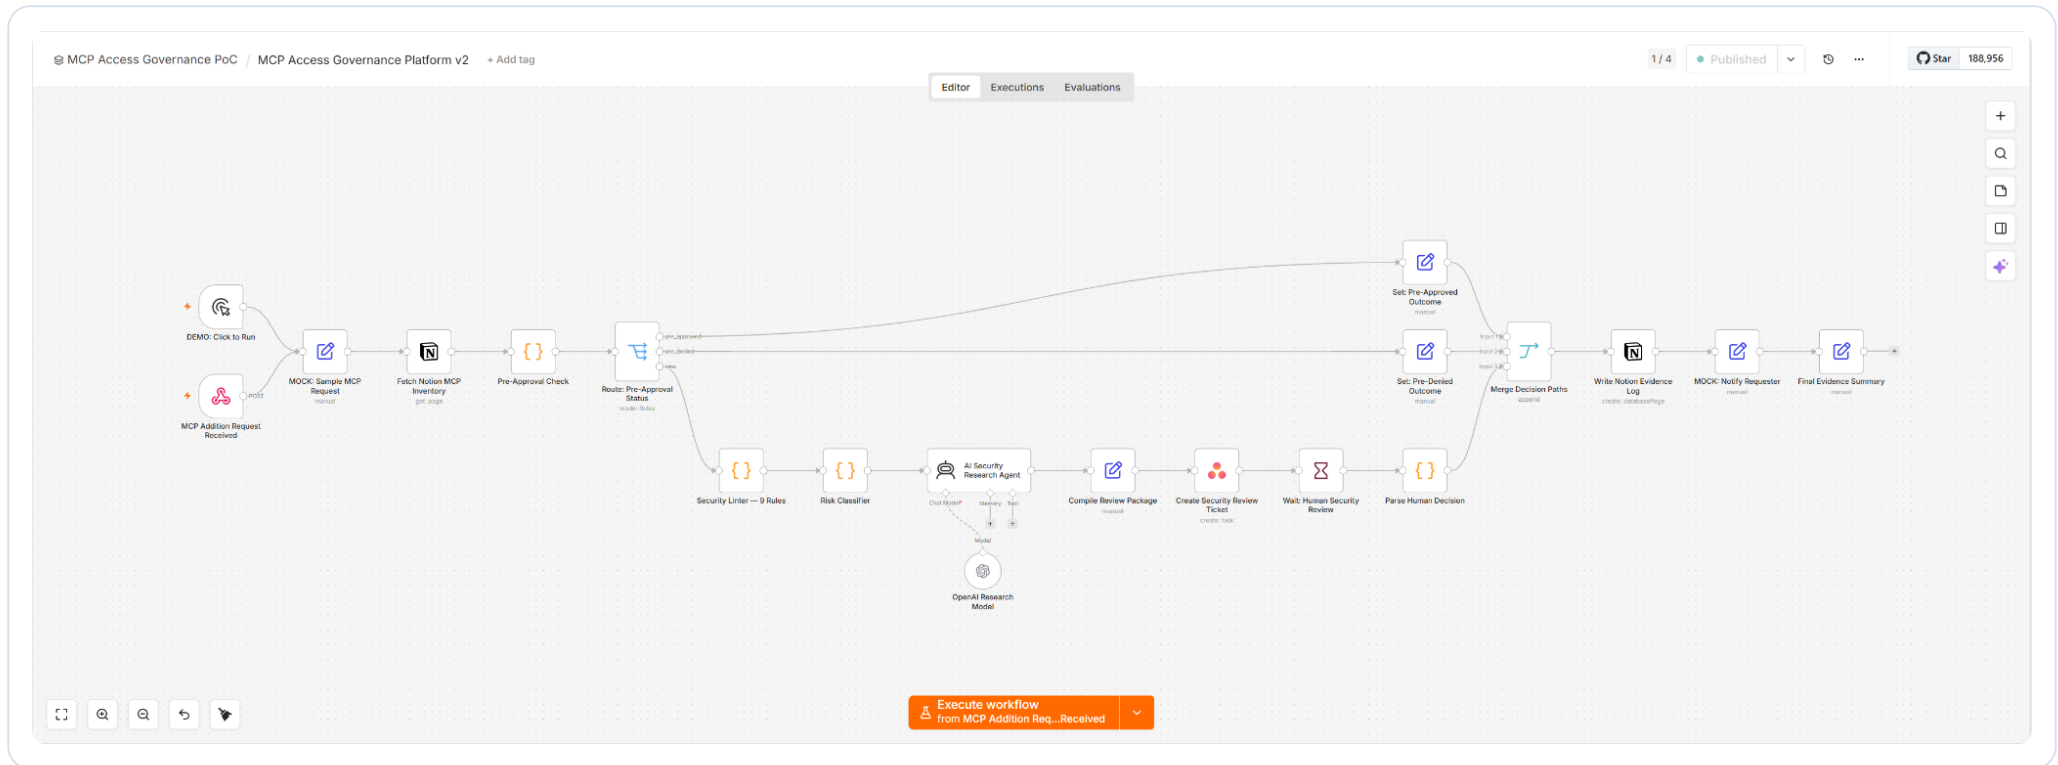 MCP Access Governance PoC / MCP Access Governance Platform v2 + Add tag
1 / 4
Published
Star 188,956
Editor Executions Evaluations
DEMO: Click to Run
POST
MCP Addition Request
Received
MOCK: Sample MCP
Request
manual
Fetch Notion MCP
Inventory
get: page
Pre-Approval Check
pre_approved
pre_denied
new
Route: Pre-Approval
Status
mode: Rules
Set: Pre-Approved
Outcome
manual
Set: Pre-Denied
Outcome
manual
Input 1
Input 2
Input 3
Merge Decision Paths
append
Write Notion Evidence
Log
create: databasePage
MOCK: Notify Requester
manual
Final Evidence Summary
manual
Security Linter — 9 Rules
Risk Classifier
AI Security
Research Agent
Chat Model*
Memory
Tool
Model
OpenAI Research
Model
Compile Review Package
manual
Create Security Review
Ticket
create: task
Wait: Human Security
Review
Parse Human Decision
Execute workflow
from MCP Addition Req...Received